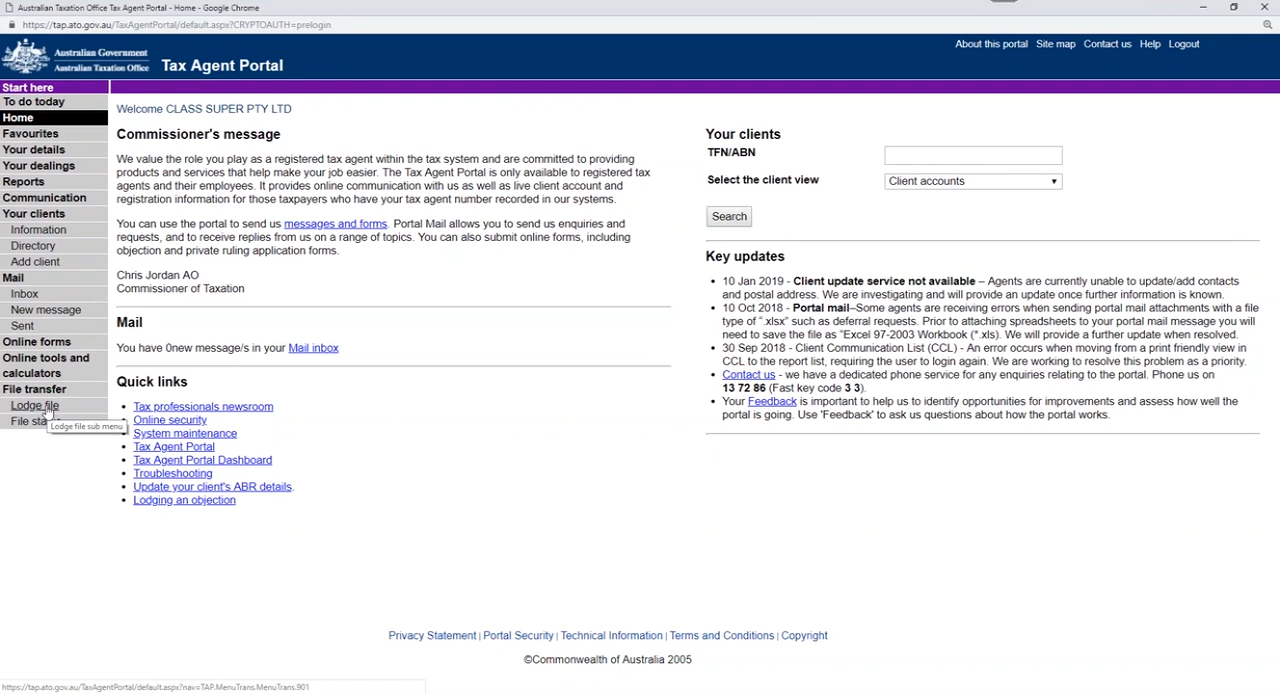 Australian Taxation Office Tax Agent Portal - Home - Google Chrome
https://tap.ato.gov.au/TaxAgentPortal/default.aspx?CRYPTOAUTH=prelogin
Australian Government
Australian Taxation Office
Tax Agent Portal
About this portal Site map Contact us Help Logout
Start here
To do today
Home
Favourites
Your details
Your dealings
Reports
Communication
Your clients
Information
Directory
Add client
Mail
Inbox
New message
Sent
Online forms
Online tools and
calculators
File transfer
Lodge file
File
Lodge file sub menu
Welcome CLASS SUPER PTY LTD
Commissioner's message
We value the role you play as a registered tax agent within the tax system and are committed to providing
products and services that help make your job easier. The Tax Agent Portal is only available to registered tax
agents and their employees. It provides online communication with us as well as live client account and
registration information for those taxpayers who have your tax agent number recorded in our systems.
You can use the portal to send us messages and forms. Portal Mail allows you to send us enquiries and
requests, and to receive replies from us on a range of topics. You can also submit online forms, including
objection and private ruling application forms.
Chris Jordan AO
Commissioner of Taxation
Mail
You have 0new message/s in your Mail inbox
Quick links
• Tax professionals newsroom
• Online security
• System maintenance
• Tax Agent Portal
• Tax Agent Portal Dashboard
• Troubleshooting
• Update your client's ABR details.
• Lodging an objection
Your clients
TFN/ABN
Select the client view
Client accounts
Search
Key updates
• 10 Jan 2019 - Client update service not available – Agents are currently unable to update/add contacts
and postal address. We are investigating and will provide an update once further information is known.
• 10 Oct 2018 - Portal mail–Some agents are receiving errors when sending portal mail attachments with a file
type of ".xlsx" such as deferral requests. Prior to attaching spreadsheets to your portal mail message you will
need to save the file as "Excel 97-2003 Workbook (*.xls). We will provide a further update when resolved.
• 30 Sep 2018 - Client Communication List (CCL) - An error occurs when moving from a print friendly view in
CCL to the report list, requiring the user to login again. We are working to resolve this problem as a priority.
• Contact us - we have a dedicated phone service for any enquiries relating to the portal. Phone us on
13 72 86 (Fast key code 3 3).
• Your Feedback is important to help us to identify opportunities for improvements and assess how well the
portal is going. Use 'Feedback' to ask us questions about how the portal works.
Privacy Statement | Portal Security | Technical Information | Terms and Conditions | Copyright
©Commonwealth of Australia 2005
https://tap.ato.gov.au/TaxAgentPortal/default.aspx?nav=TAP.MenuTrans.MenuTrans.901